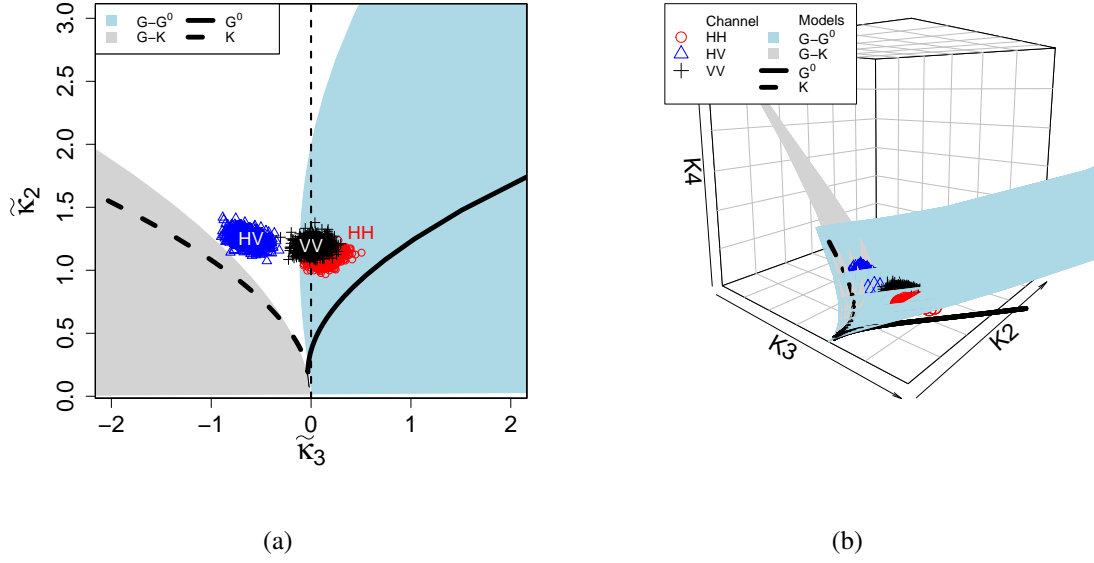 G−G⁰ G⁰
G−K K
0.0 0.5 1.0 1.5 2.0 2.5 3.0
κ̃₂
HV
VV
HH
−2 −1 0 1 2
κ̃₃
(a)
Channel Models
HH G−G⁰
HV G−K
VV G⁰
K
K4
K3
K2
(b)